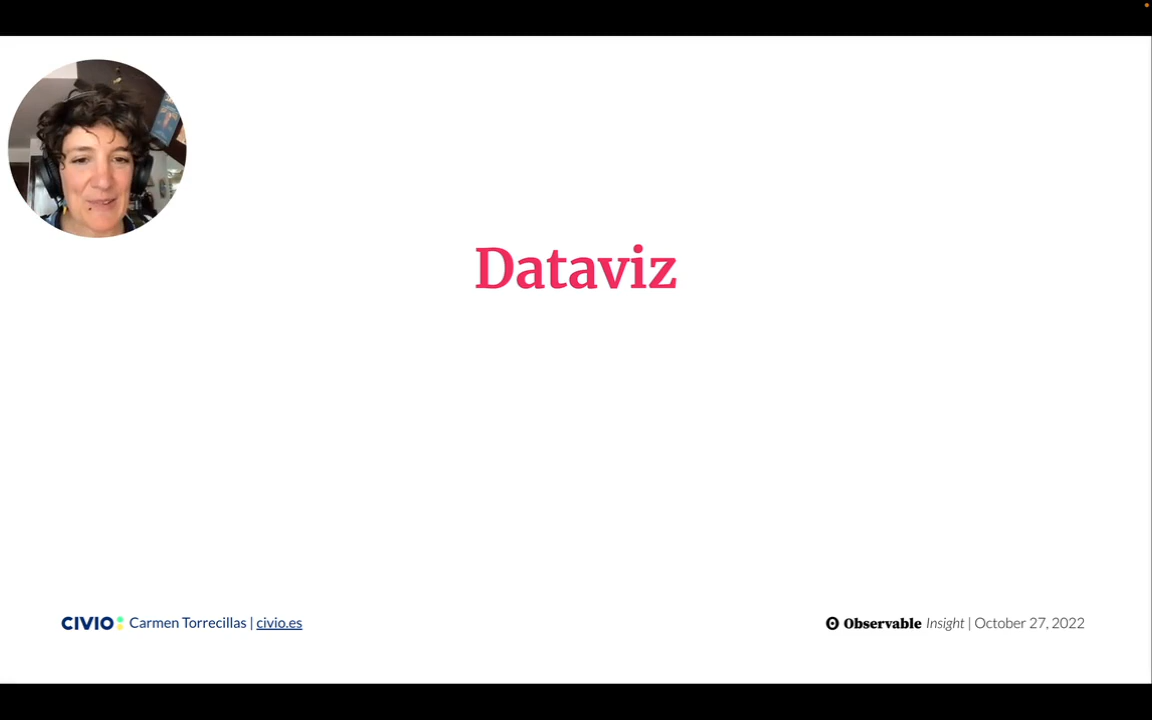 Dataviz
CIVIO: Carmen Torrecillas | civio.es
Observable Insight | October 27, 2022